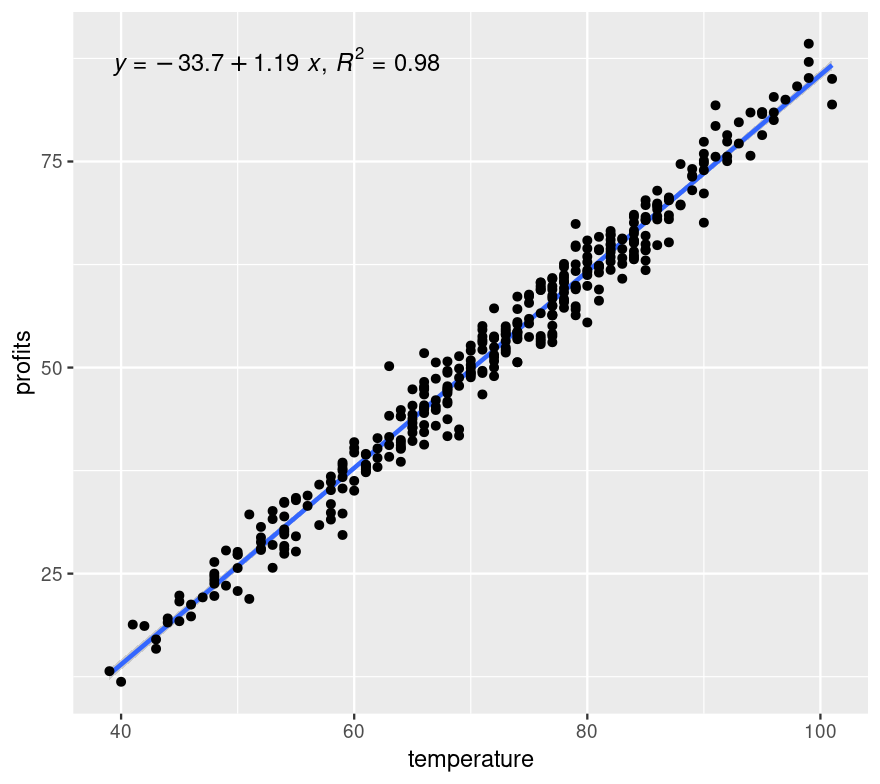 y = −33.7 + 1.19 x, R² = 0.98
75
50
25
profits
40 60 80 100
temperature